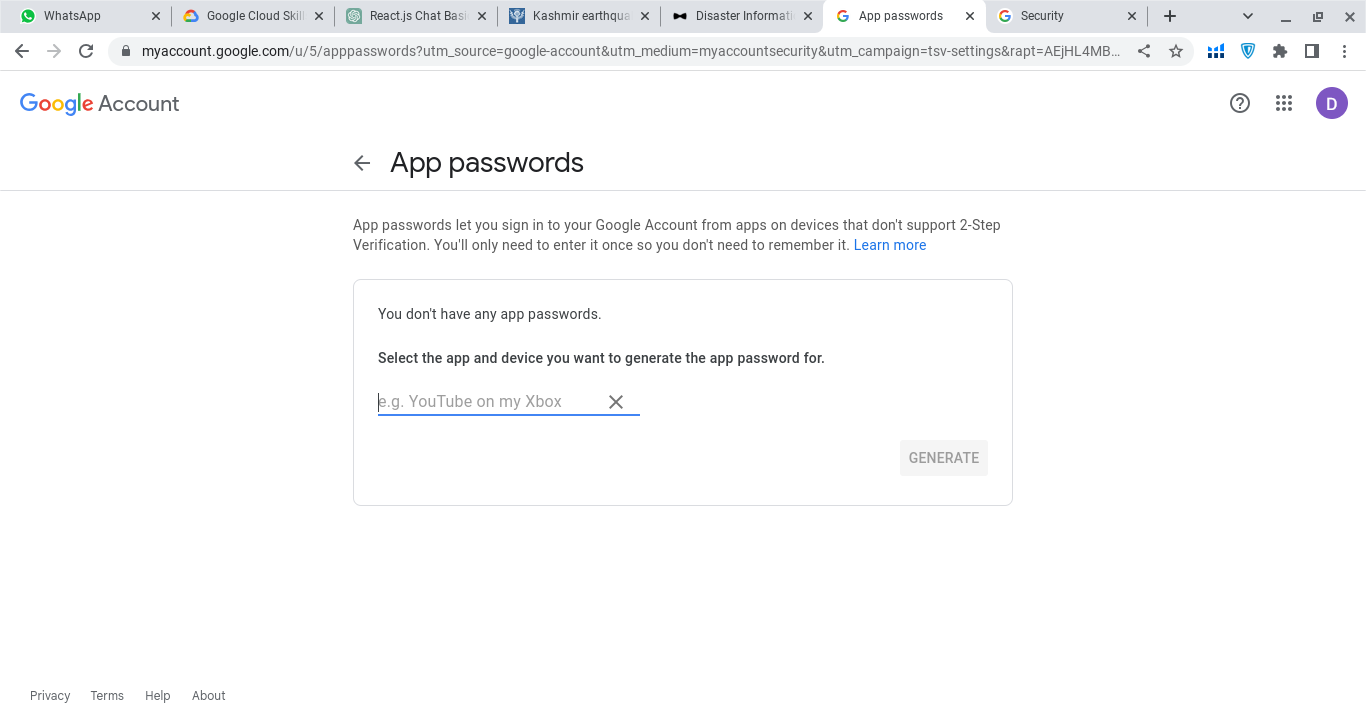 WhatsApp
Google Cloud Skil
React.js Chat Bas
Kashmir earthqua
Disaster Informati
App passwords
Security
myaccount.google.com/u/5/apppasswords?utm_source=google-account&utm_medium=myaccountsecurity&utm_campaign=tsv-settings&rapt=AEjHL4MB...
Google Account
D
App passwords
App passwords let you sign in to your Google Account from apps on devices that don't support 2-Step
Verification. You'll only need to enter it once so you don't need to remember it. Learn more
You don't have any app passwords.
Select the app and device you want to generate the app password for.
e.g. YouTube on my Xbox
GENERATE
Privacy Terms Help About